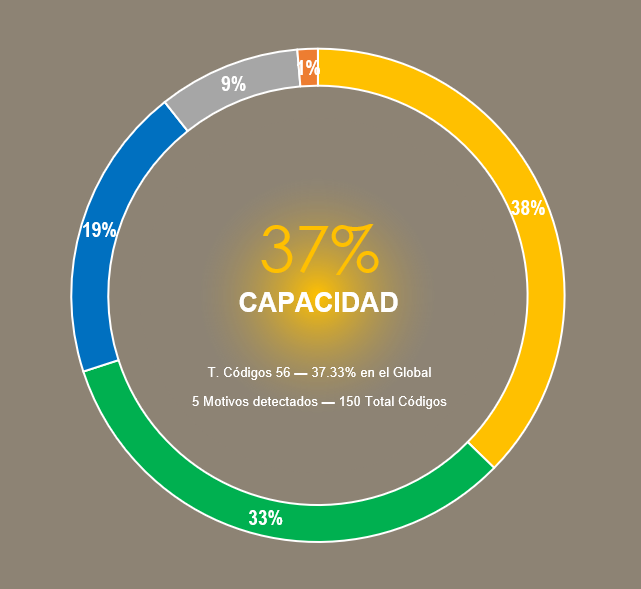 1%
9%
38%
19%
37%
CAPACIDAD
T. Códigos 56 — 37.33% en el Global
5 Motivos detectados — 150 Total Códigos
33%